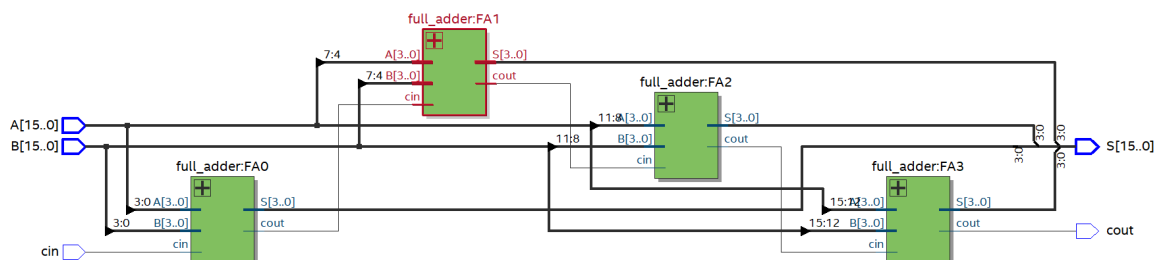 full_adder:FA1
7:4
A[3..0]
S[3..0]
7:4
B[3..0]
cout
cin
full_adder:FA2
11:8
A[3..0]
S[3..0]
11:8
B[3..0]
cout
cin
A[15..0]
B[15..0]
3:0
3:0
3:0
3:0
S[15..0]
full_adder:FA0
3:0
A[3..0]
S[3..0]
3:0
B[3..0]
cout
cin
cin
full_adder:FA3
15:12
A[3..0]
S[3..0]
15:12
B[3..0]
cout
cin
cout